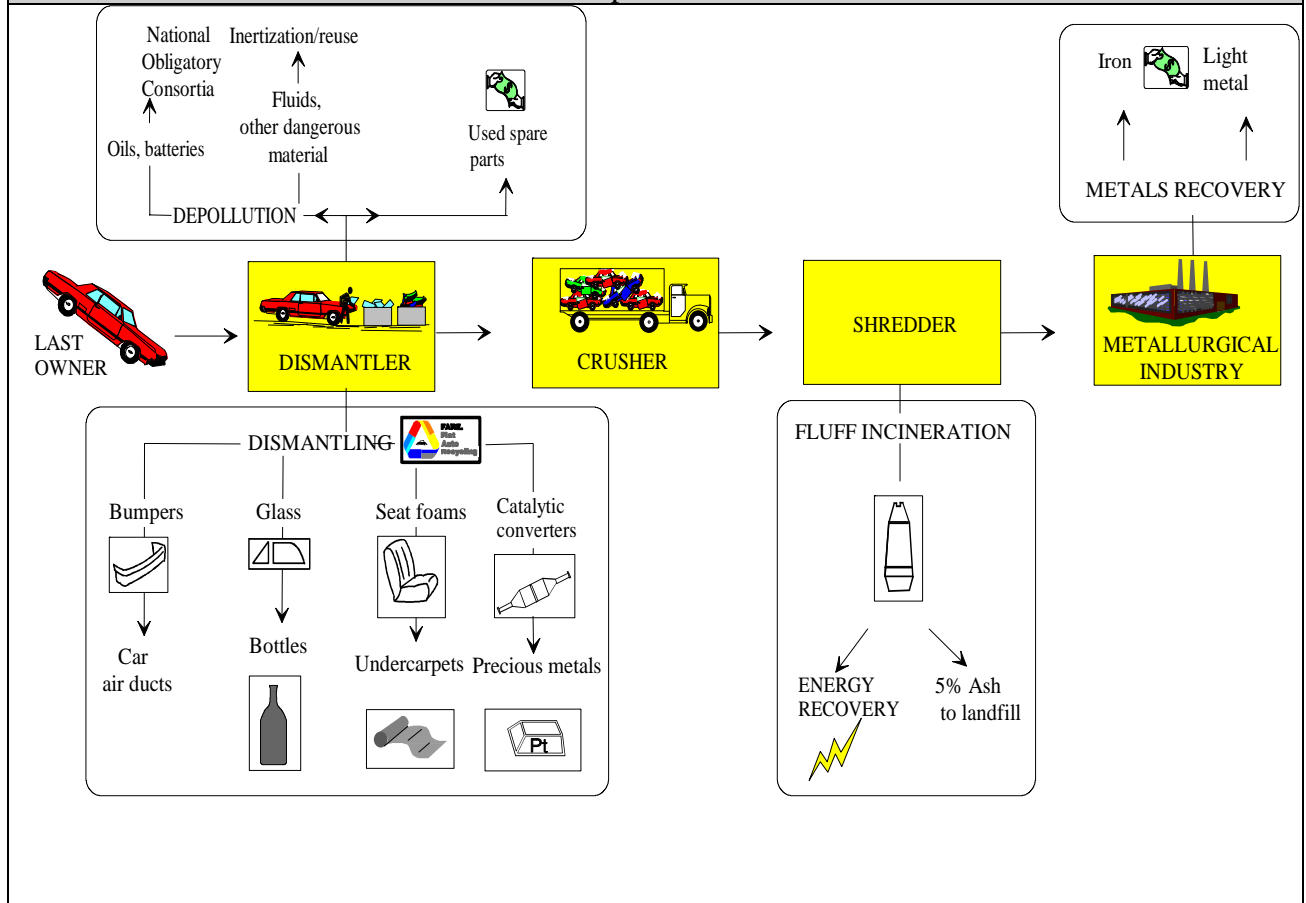 National
Obligatory
Consortia
Inertization/reuse
Fluids,
other dangerous
material
Oils, batteries
Used spare
parts
DEPOLLUTION
Iron
Light
metal
METALS RECOVERY
LAST
OWNER
DISMANTLER
CRUSHER
SHREDDER
METALLURGICAL
INDUSTRY
DISMANTLING
FARE.
Fiat
Auto
Recycling
Bumpers
Glass
Seat foams
Catalytic
converters
Car
air ducts
Bottles
Undercarpets
Precious metals
Pt
FLUFF INCINERATION
ENERGY
RECOVERY
5% Ash
to landfill